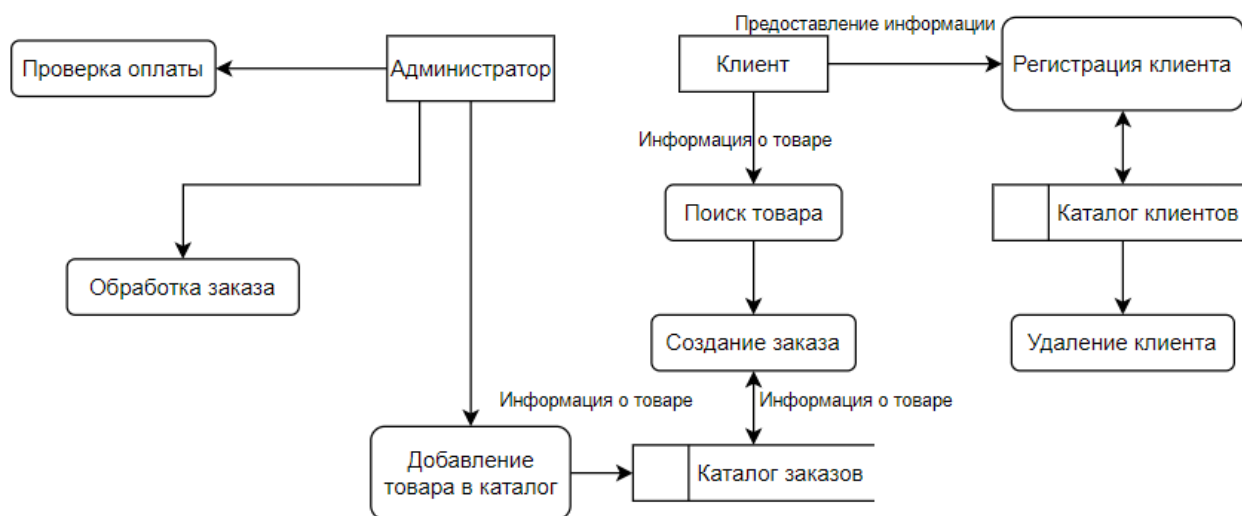 Предоставление информации
Проверка оплаты
Администратор
Клиент
Регистрация клиента
Информация о товаре
Поиск товара
Каталог клиентов
Обработка заказа
Создание заказа
Удаление клиента
Информация о товаре
Информация о товаре
Добавление
товара в каталог
Каталог заказов